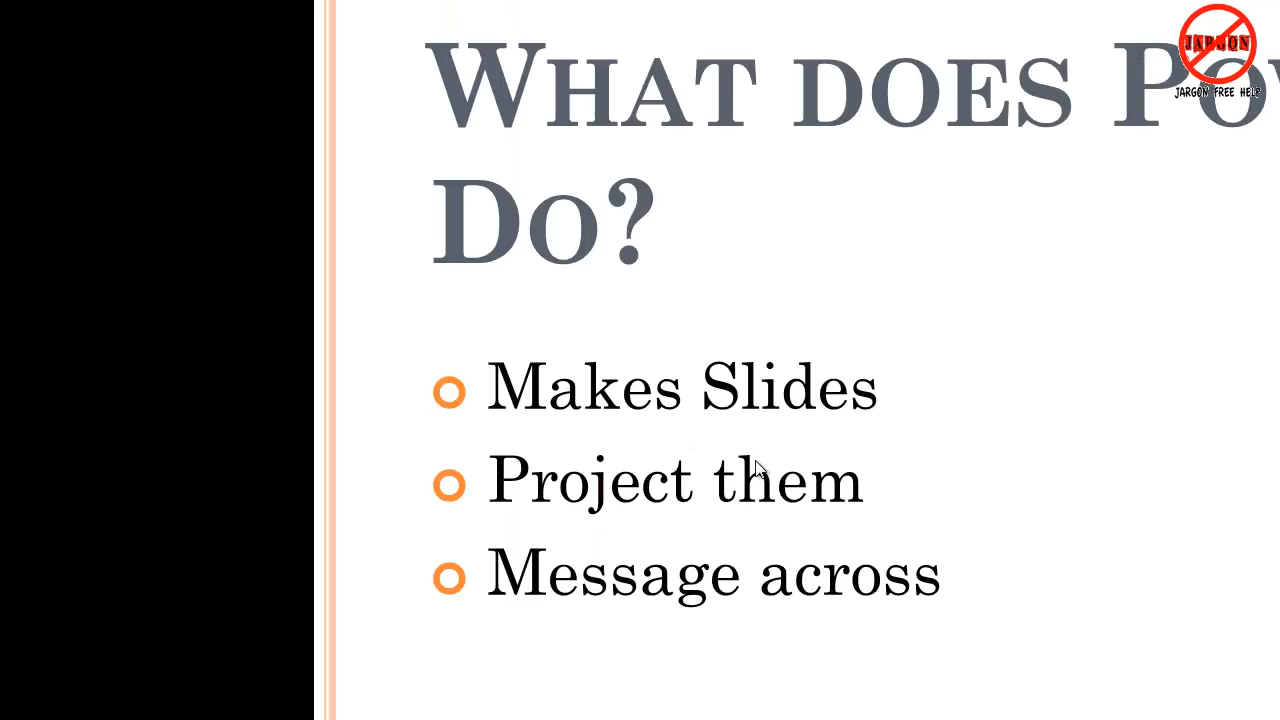 WHAT DOES PO
DO?
Makes Slides
Project them
Message across
JARGON
JARGON FREE HELP